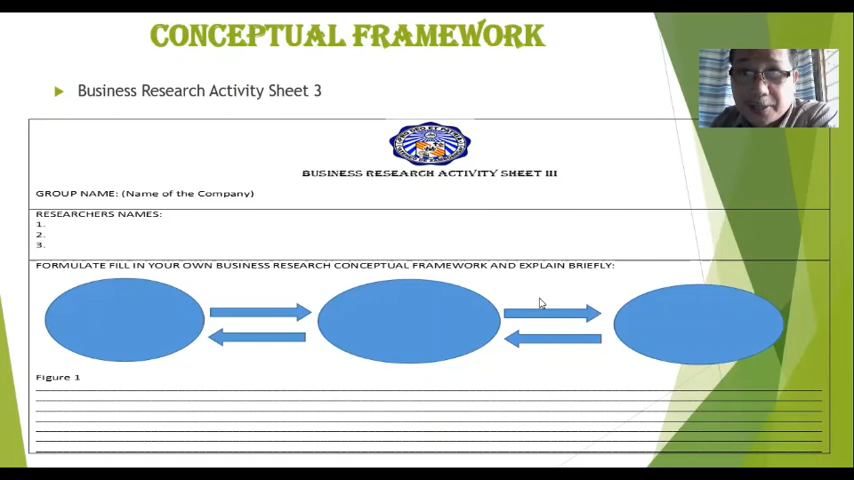 CONCEPTUAL FRAMEWORK
Business Research Activity Sheet 3
BUSINESS RESEARCH ACTIVITY SHEET III
GROUP NAME: (Name of the Company)
RESEARCHERS NAMES:
1.
2.
3.
FORMULATE FILL IN YOUR OWN BUSINESS RESEARCH CONCEPTUAL FRAMEWORK AND EXPLAIN BRIEFLY:
Figure 1